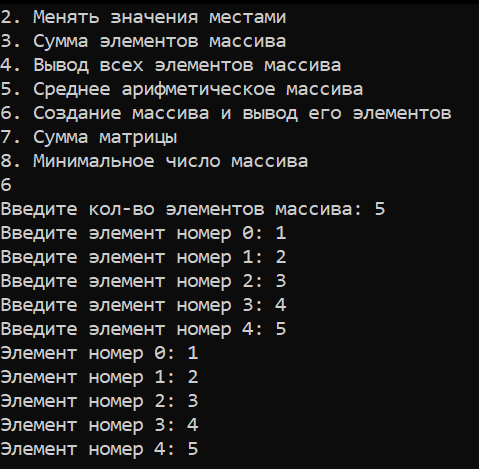 2. Менять значения местами
3. Сумма элементов массива
4. Вывод всех элементов массива
5. Среднее арифметическое массива
6. Создание массива и вывод его элементов
7. Сумма матрицы
8. Минимальное число массива
6
Введите кол-во элементов массива: 5
Введите элемент номер 0: 1
Введите элемент номер 1: 2
Введите элемент номер 2: 3
Введите элемент номер 3: 4
Введите элемент номер 4: 5
Элемент номер 0: 1
Элемент номер 1: 2
Элемент номер 2: 3
Элемент номер 3: 4
Элемент номер 4: 5